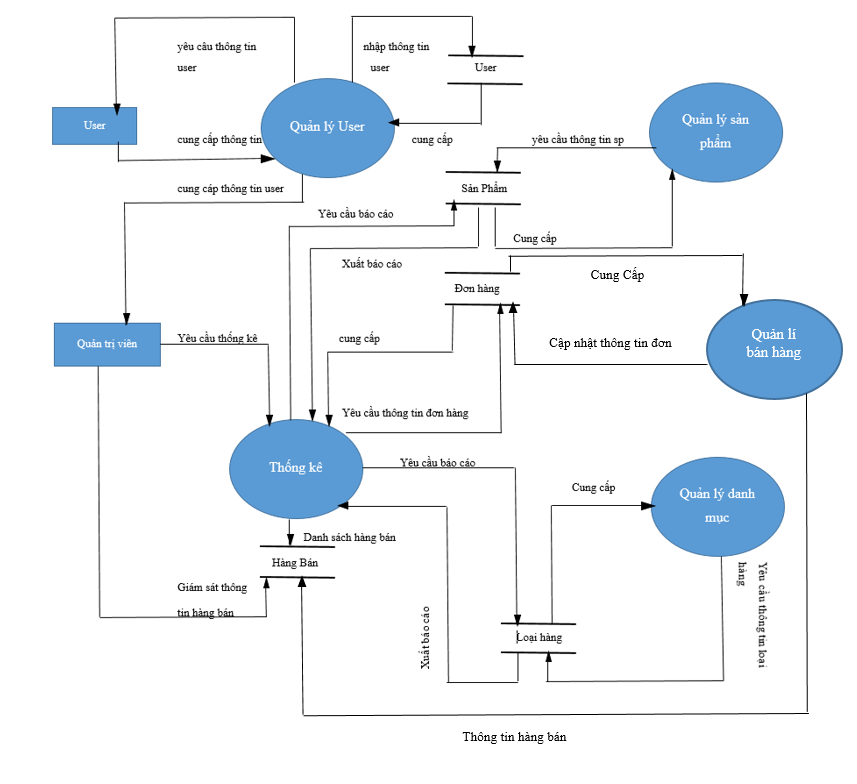 yêu cầu thông tin
user
nhập thông tin
user
User
User
Quản lý User
cung cấp
cung cấp thông tin
Quản lý sản
phẩm
yêu cầu thông tin sp
Sản Phẩm
cung cáp thông tin user
Yêu cầu báo cáo
Cung cấp
Xuất báo cáo
Cung Cấp
Đơn hàng
Quản trị viên
Yêu cầu thống kê
cung cấp
Cập nhật thông tin đơn
Quản lí
bán hàng
Yêu cầu thông tin đơn hàng
Thống kê
Yêu cầu báo cáo
Cung cấp
Quản lý danh
mục
Danh sách hàng bán
Hàng Bán
Giám sát thông
tin hàng bán
Xuất báo cáo
Loại hàng
Yêu cầu thông tin loại
hàng
Thông tin hàng bán